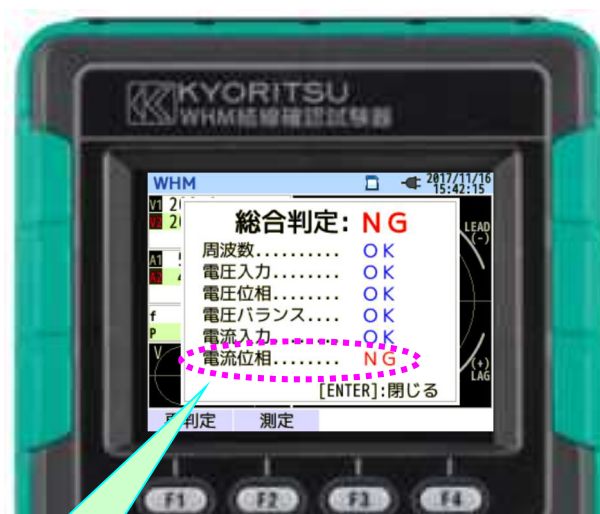 KYORITSU
WHM結線確認試験器
WHM
2017/11/16
15:42:15
V1 2
V2 2
LEAD
(-)
総合判定: NG
周波数.......... OK
電圧入力........ OK
電圧位相........ OK
電圧バランス.... OK
電流入力........ OK
電流位相........ NG
A1
A2
f
P
V
(+)
LAG
[ENTER]:閉じる
判定
測定
F1
F2
F3
F4